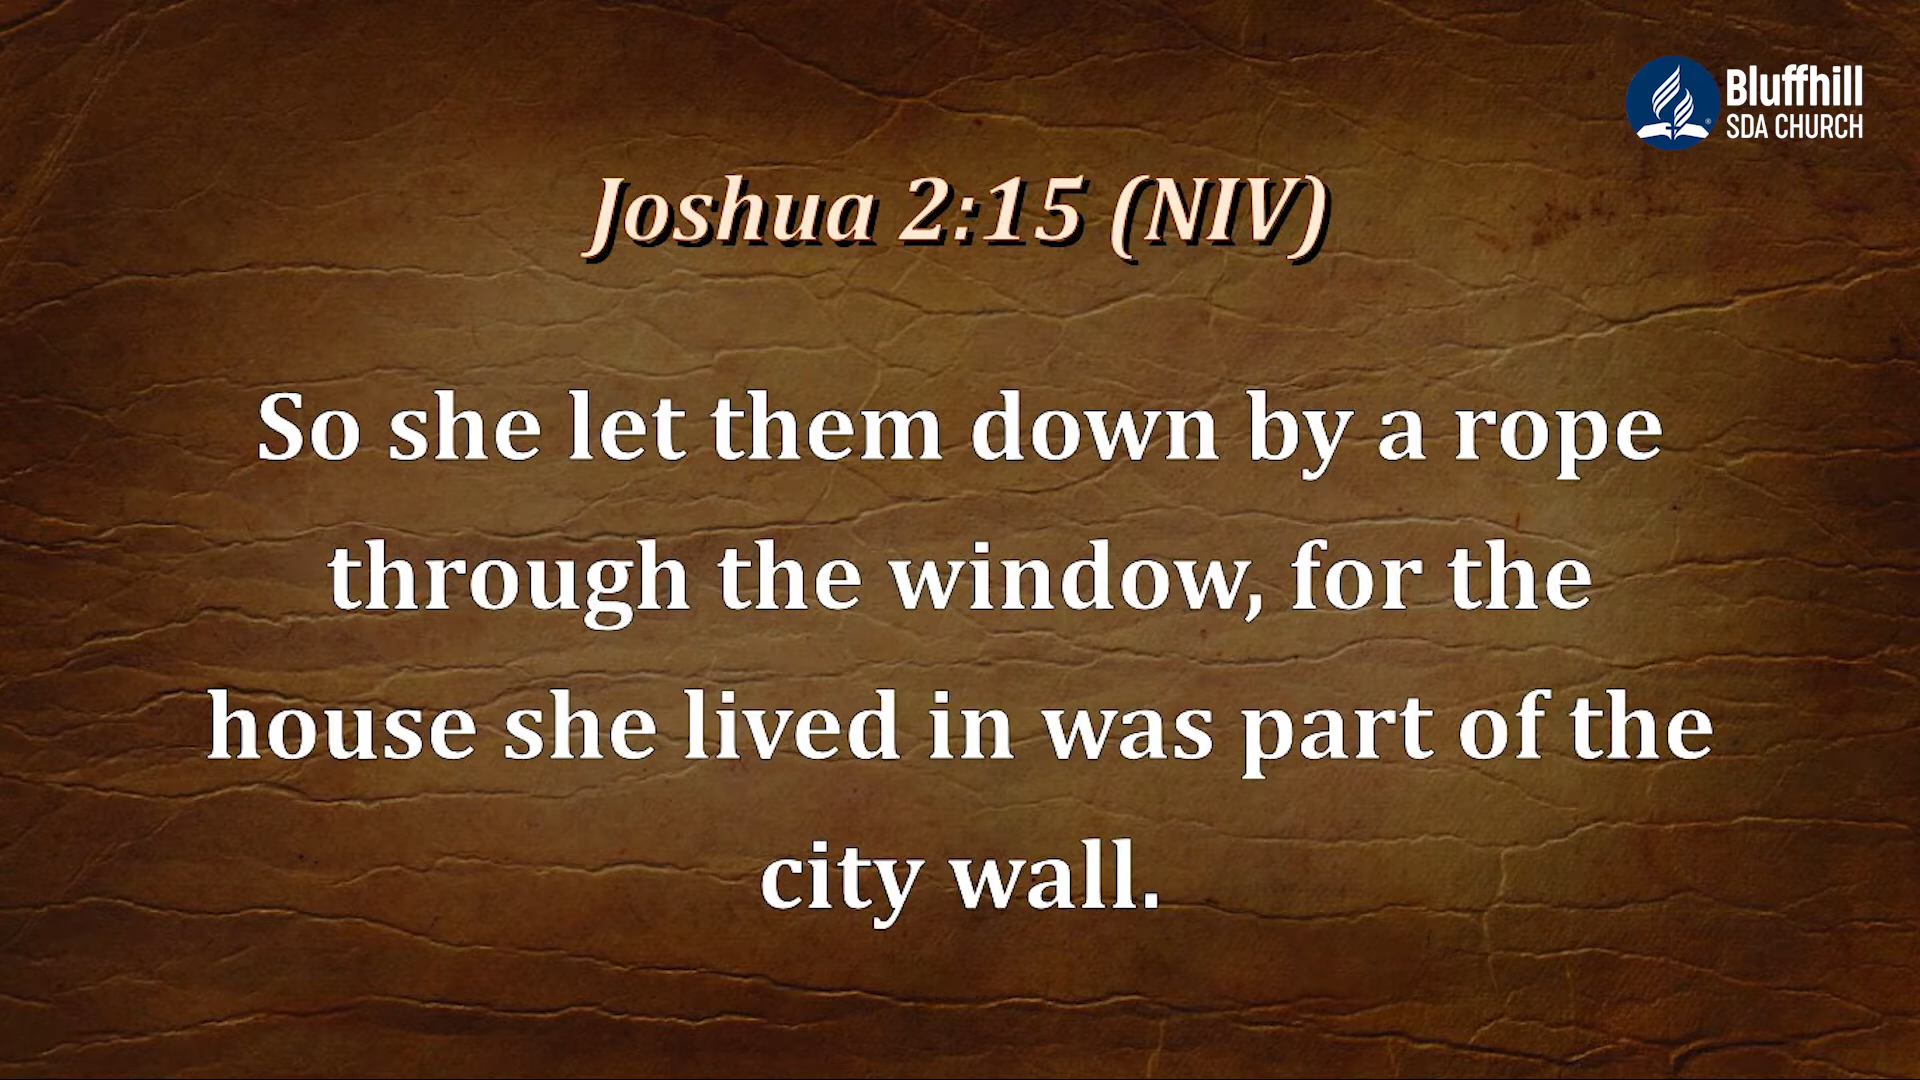 Bluffhill
SDA CHURCH
Joshua 2:15 (NIV)
So she let them down by a rope
through the window, for the
house she lived in was part of the
city wall.